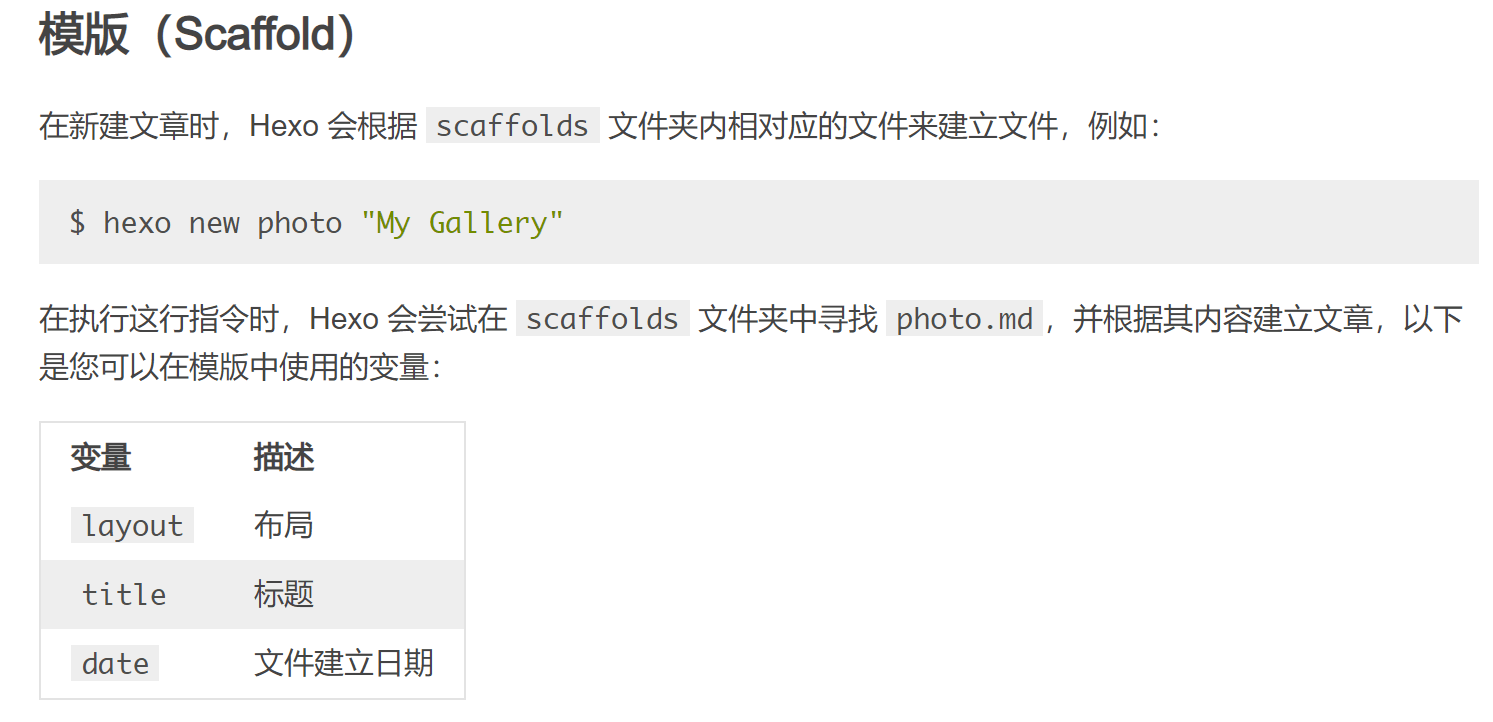 模版（Scaffold）
在新建文章时，Hexo 会根据 scaffolds 文件夹内相对应的文件来建立文件，例如：
$ hexo new photo "My Gallery"
在执行这行指令时，Hexo 会尝试在 scaffolds 文件夹中寻找 photo.md，并根据其内容建立文章，以下
是您可以在模版中使用的变量：
变量 描述
layout 布局
title 标题
date 文件建立日期